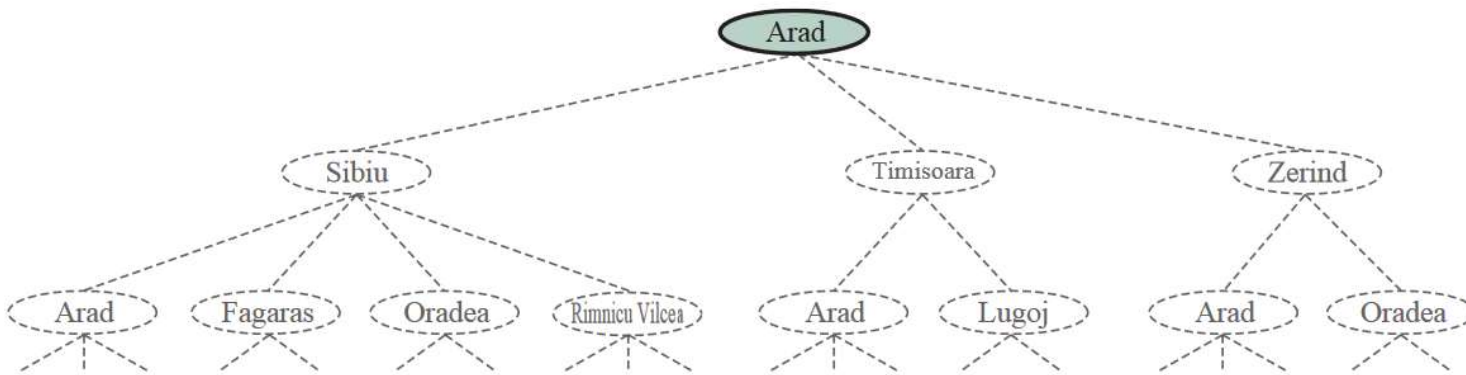 Arad
Sibiu
Timisoara
Zerind
Arad
Fagaras
Oradea
Rimnicu Vilcea
Arad
Lugoj
Arad
Oradea